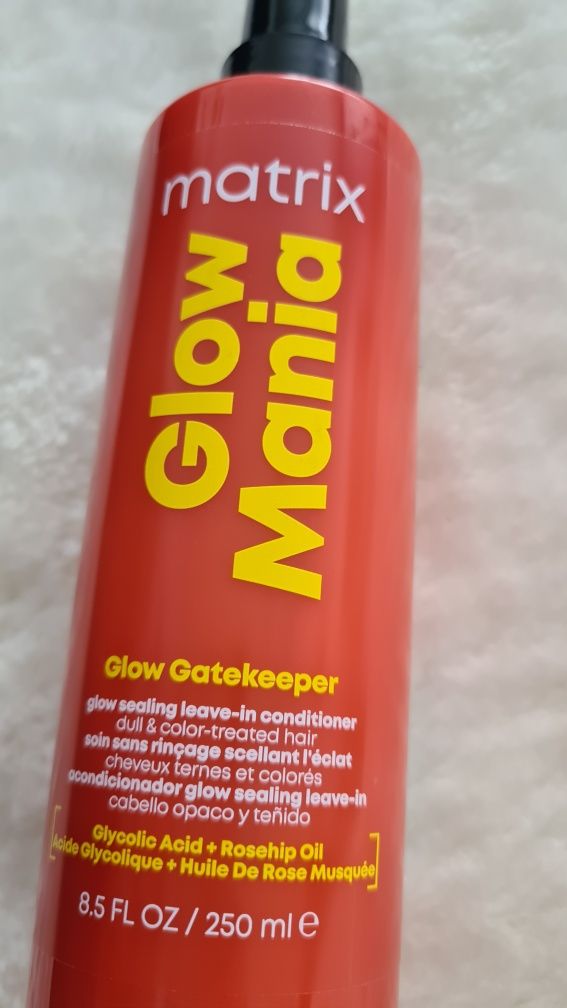 matrix
Glow
Mania
Glow Gatekeeper
glow sealing leave-in conditioner
dull & color-treated hair
soin sans rinçage scellant l'éclat
cheveux ternes et colorés
acondicionador glow sealing leave-in
cabello opaco y teñido
Glycolic Acid + Rosehip Oil
Acide Glycolique + Huile De Rose Musquée
8.5 FL OZ / 250 ml e